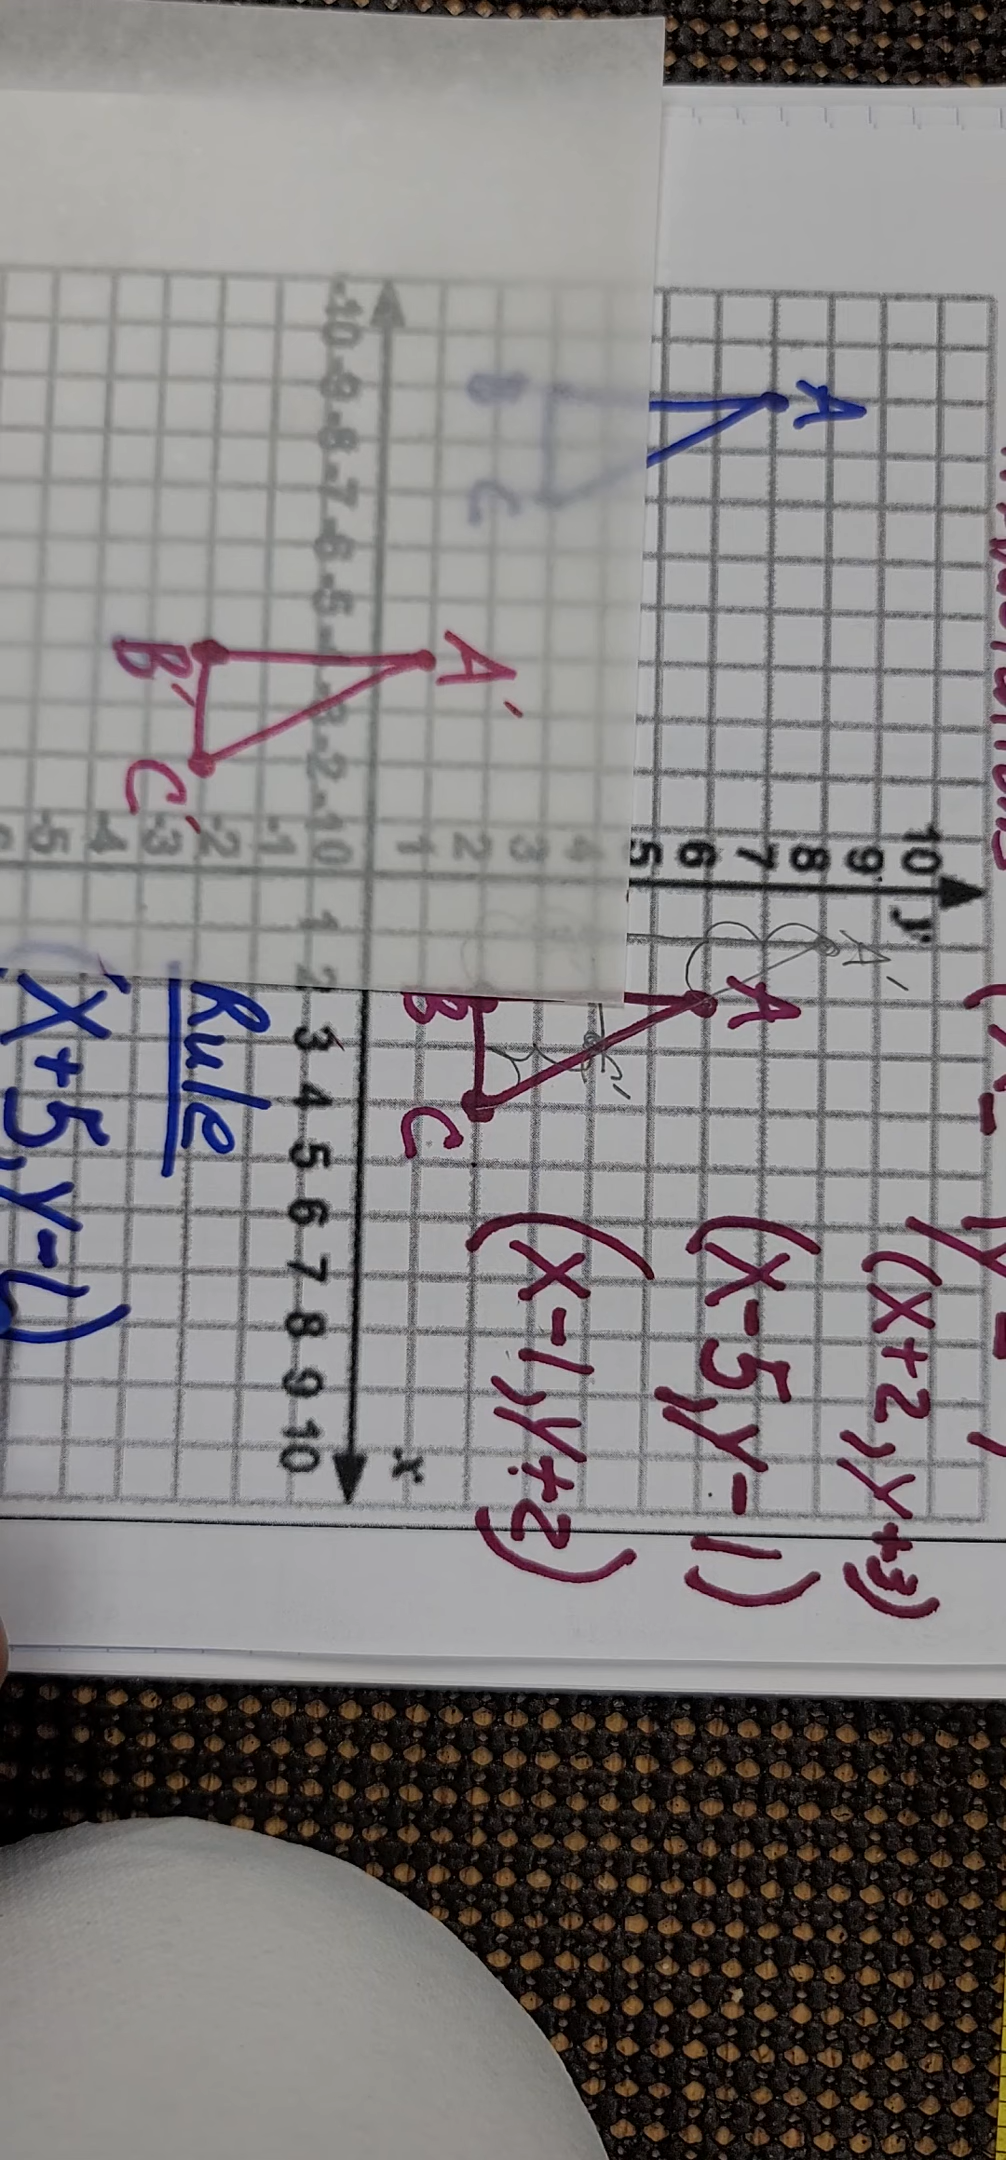 y
10
9
8
7
6
5
4
3
2
1
-10 -9 -8 -7 -6 -5 -3 -2 -1 0 1 2 3 4 5 6 7 8 9 10
x
-1
-2
-3
-4
-5
A
B C
A'
B' C'
A'
A
C'
B C
(x+2, y+3)
(x-5, y-1)
(x-1, y+2)
Rule
(x+5, y-6)